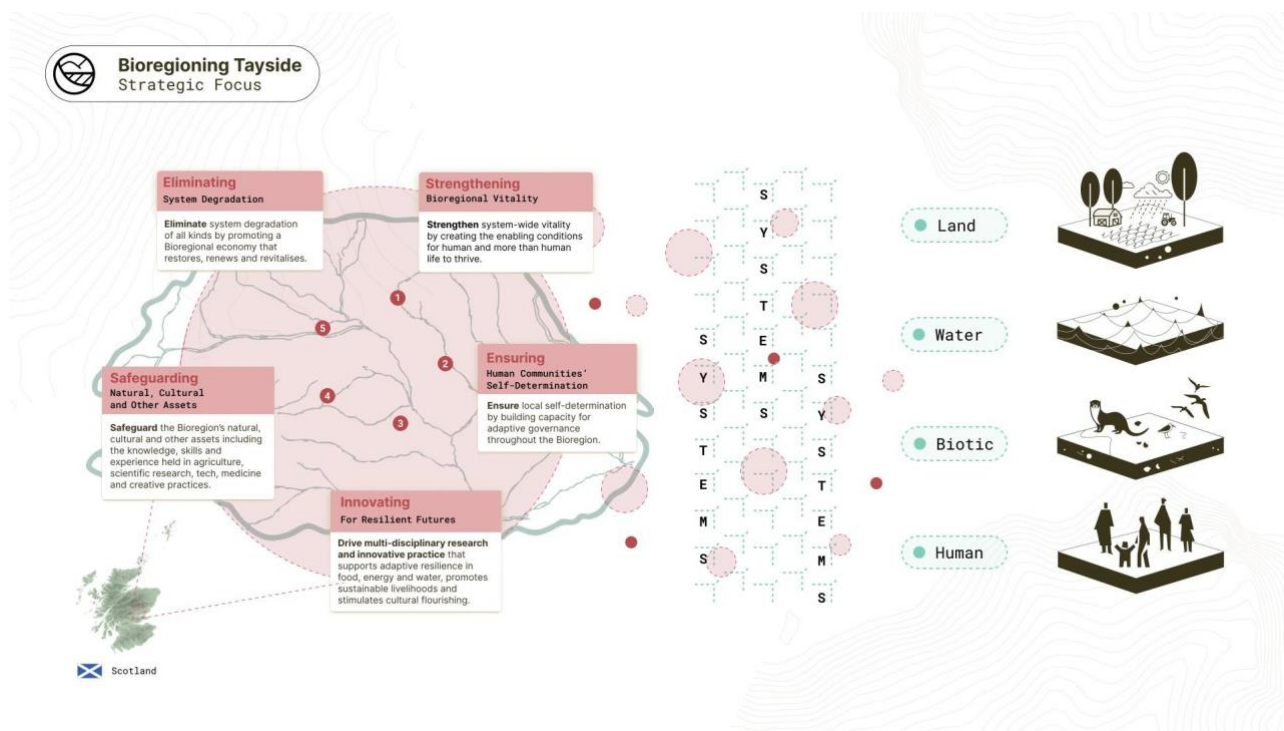 Bioregioning Tayside
Strategic Focus
Eliminating
System Degradation
Eliminate system degradation
of all kinds by promoting a
Bioregional economy that
restores, renews and revitalises.
Strengthening
Bioregional Vitality
Strengthen system-wide vitality
by creating the enabling conditions
for human and more than human
life to thrive.
1
5
2
4
3
Ensuring
Human Communities'
Self-Determination
Ensure local self-determination
by building capacity for
adaptive governance
throughout the Bioregion.
Safeguarding
Natural, Cultural
and Other Assets
Safeguard the Bioregion's natural,
cultural and other assets including
the knowledge, skills and
experience held in agriculture,
scientific research, tech, medicine
and creative practices.
Innovating
For Resilient Futures
Drive multi-disciplinary research
and innovative practice that
supports adaptive resilience in
food, energy and water, promotes
sustainable livelihoods and
stimulates cultural flourishing.
Scotland
SYSTEMS
SYSTEMS
SYSTEMS
Land
Water
Biotic
Human